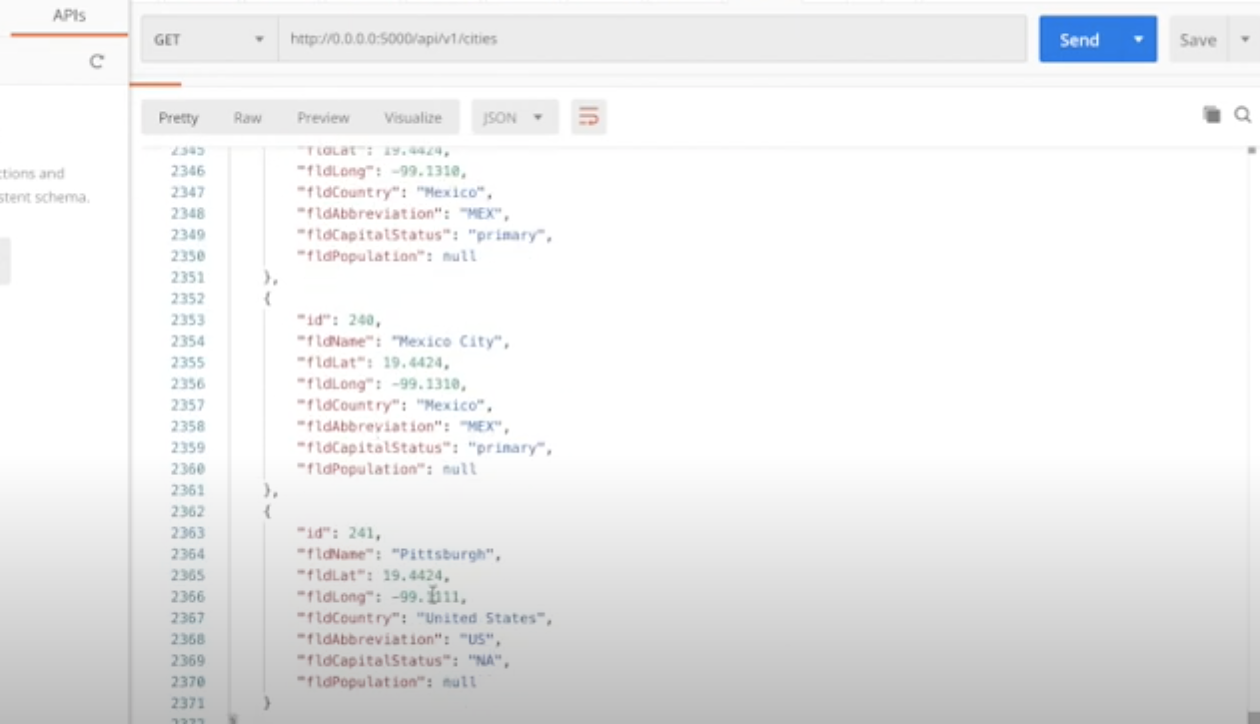 APIs
GET
http://0.0.0.0:5000/api/v1/cities
Send
Save
Pretty Raw Preview Visualize JSON
ctions and
stent schema.
2345 "fldLat": 19.4424,
2346 "fldLong": -99.1310,
2347 "fldCountry": "Mexico",
2348 "fldAbbreviation": "MEX",
2349 "fldCapitalStatus": "primary",
2350 "fldPopulation": null
2351 },
2352 {
2353 "id": 240,
2354 "fldName": "Mexico City",
2355 "fldLat": 19.4424,
2356 "fldLong": -99.1310,
2357 "fldCountry": "Mexico",
2358 "fldAbbreviation": "MEX",
2359 "fldCapitalStatus": "primary",
2360 "fldPopulation": null
2361 },
2362 {
2363 "id": 241,
2364 "fldName": "Pittsburgh",
2365 "fldLat": 19.4424,
2366 "fldLong":
2367 "fldCountry": "United States",
2368 "fldAbbreviation": "US",
2369 "fldCapitalStatus": "NA",
2370 "fldPopulation": null
2371 }
2372 ]